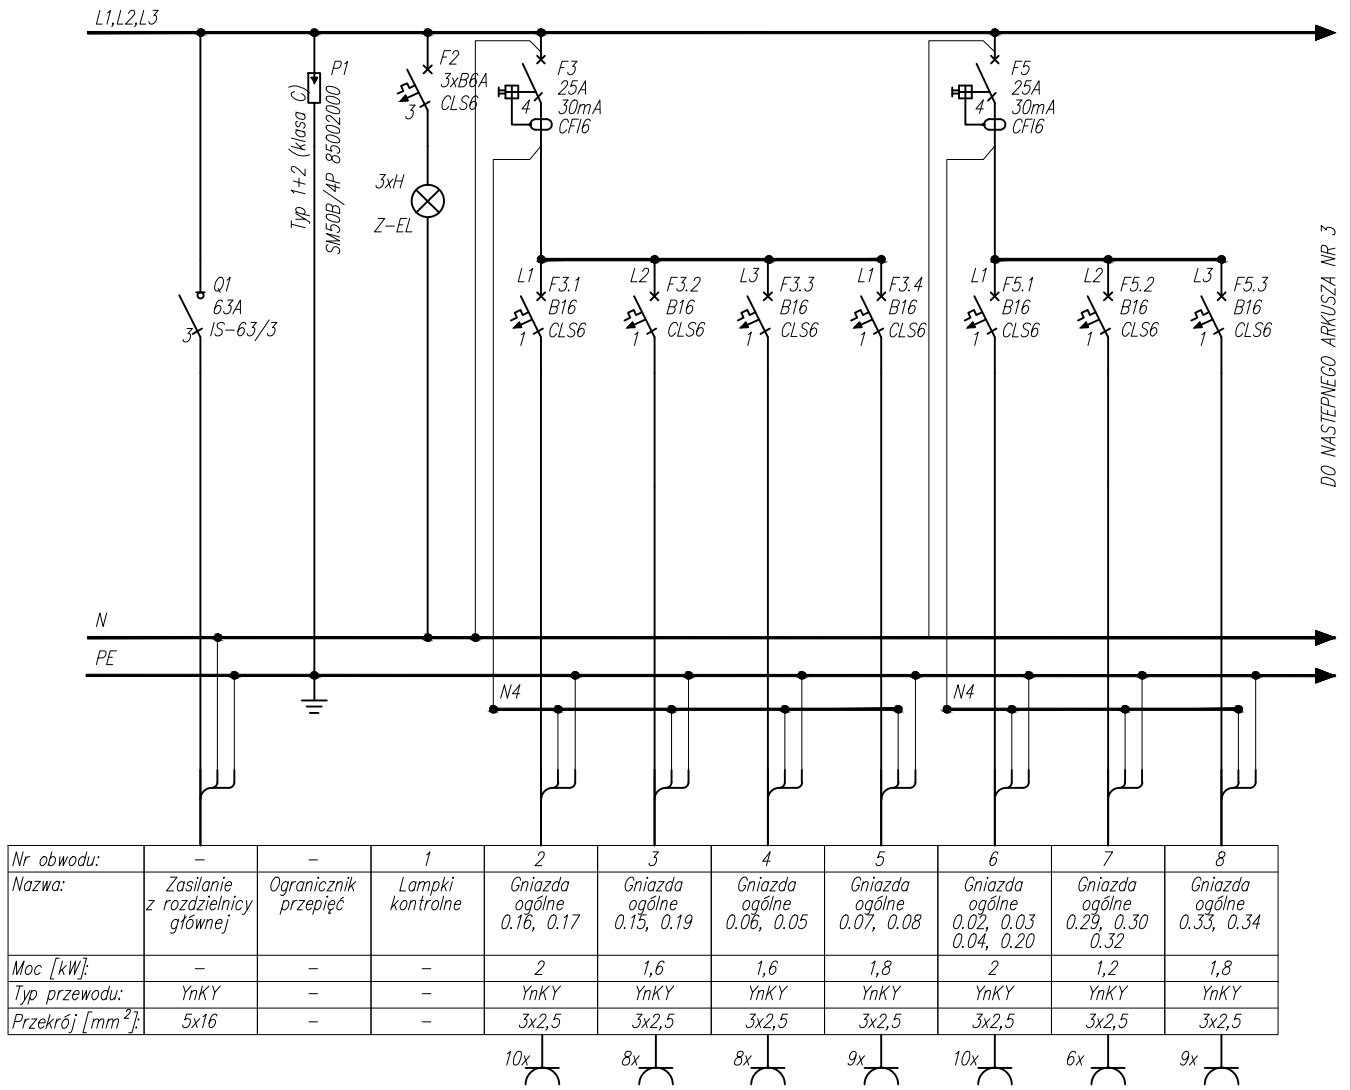 L1,L2,L3
P1
Typ 1+2 (klasa C)
SM50B/4P 85002000
F2
3xB6A
CLS6
3
3xH
Z-EL
F3
25A
30mA
CFI6
4
F5
25A
30mA
CFI6
4
Q1
63A
IS-63/3
3
L1
F3.1
B16
CLS6
1
L2
F3.2
B16
CLS6
1
L3
F3.3
B16
CLS6
1
L1
F3.4
B16
CLS6
1
L1
F5.1
B16
CLS6
1
L2
F5.2
B16
CLS6
1
L3
F5.3
B16
CLS6
1
DO NASTEPNEGO ARKUSZA NR 3
N
PE
N4
N4
Nr obwodu: - - 1 2 3 4 5 6 7 8
Nazwa:
Zasilanie
z rozdzielnicy
głównej
Ogranicznik
przepięć
Lampki
kontrolne
Gniazda
ogólne
0.16, 0.17
Gniazda
ogólne
0.15, 0.19
Gniazda
ogólne
0.06, 0.05
Gniazda
ogólne
0.07, 0.08
Gniazda
ogólne
0.02, 0.03
0.04, 0.20
Gniazda
ogólne
0.29, 0.30
0.32
Gniazda
ogólne
0.33, 0.34
Moc [kW]: - - - 2 1,6 1,6 1,8 2 1,2 1,8
Typ przewodu: YnKY - - YnKY YnKY YnKY YnKY YnKY YnKY YnKY
Przekrój [mm²]: 5x16 - - 3x2,5 3x2,5 3x2,5 3x2,5 3x2,5 3x2,5 3x2,5
10x 8x 8x 9x 10x 6x 9x